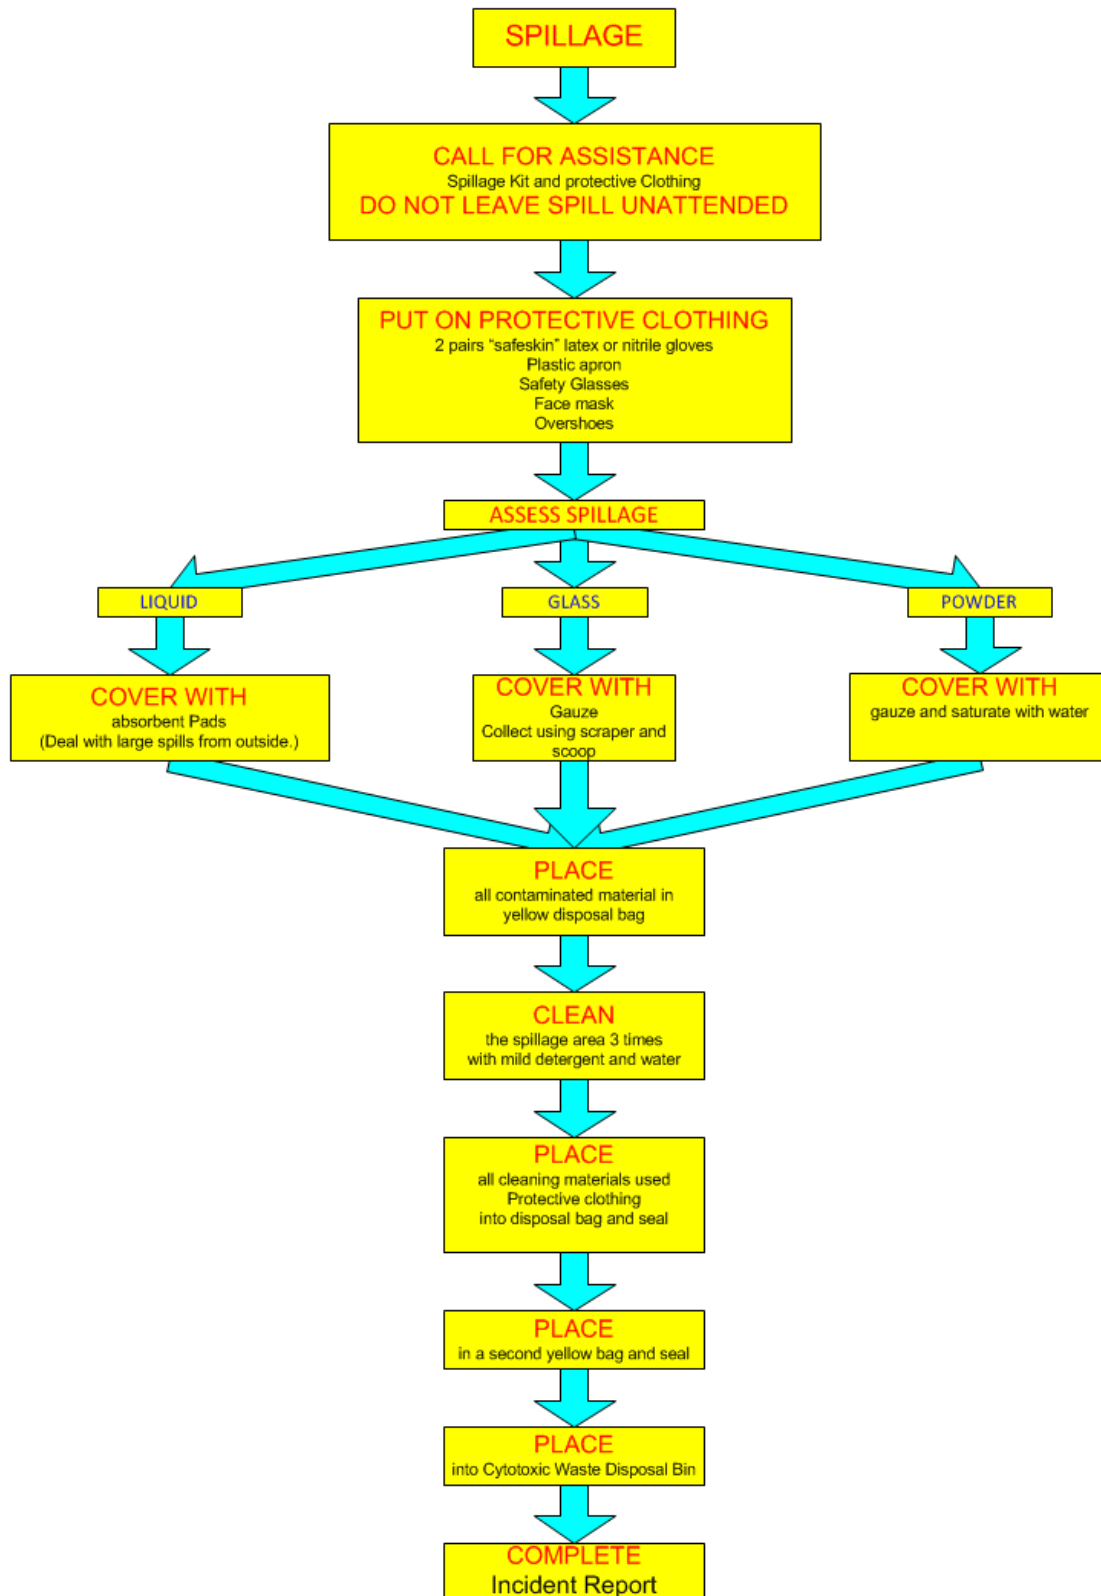 SPILLAGE
CALL FOR ASSISTANCE
Spillage Kit and protective Clothing
DO NOT LEAVE SPILL UNATTENDED
PUT ON PROTECTIVE CLOTHING
2 pairs “safeskin” latex or nitrile gloves
Plastic apron
Safety Glasses
Face mask
Overshoes
ASSESS SPILLAGE
LIQUID
GLASS
POWDER
COVER WITH
absorbent Pads
(Deal with large spills from outside.)
COVER WITH
Gauze
Collect using scraper and
scoop
COVER WITH
gauze and saturate with water
PLACE
all contaminated material in
yellow disposal bag
CLEAN
the spillage area 3 times
with mild detergent and water
PLACE
all cleaning materials used
Protective clothing
into disposal bag and seal
PLACE
in a second yellow bag and seal
PLACE
into Cytotoxic Waste Disposal Bin
COMPLETE
Incident Report